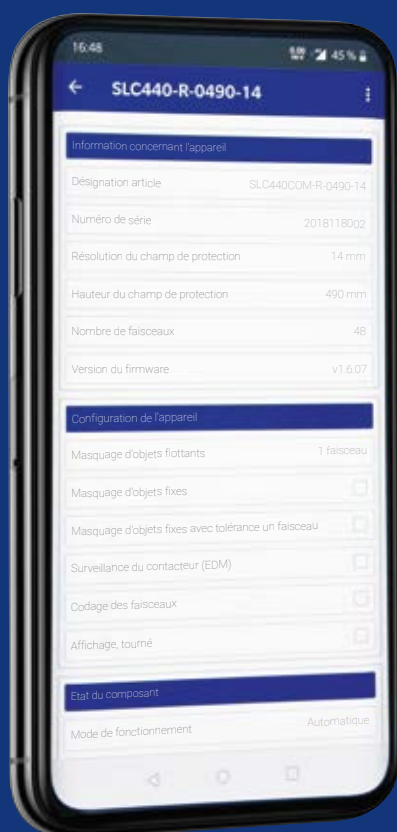 16:48
45 %
SLC440-R-0490-14
Information concernant l'appareil
Désignation article SLC440COM-R-0490-14
Numéro de série 2018118002
Résolution du champ de protection 14 mm
Hauteur du champ de protection 490 mm
Nombre de faisceaux 48
Version du firmware v1.6.07
Configuration de l'appareil
Masquage d'objets flottants 1 faisceau
Masquage d'objets fixes
Masquage d'objets fixes avec tolérance un faisceau
Surveillance du contacteur (EDM)
Codage des faisceaux
Affichage, tourné
Etat du composant
Mode de fonctionnement Automatique